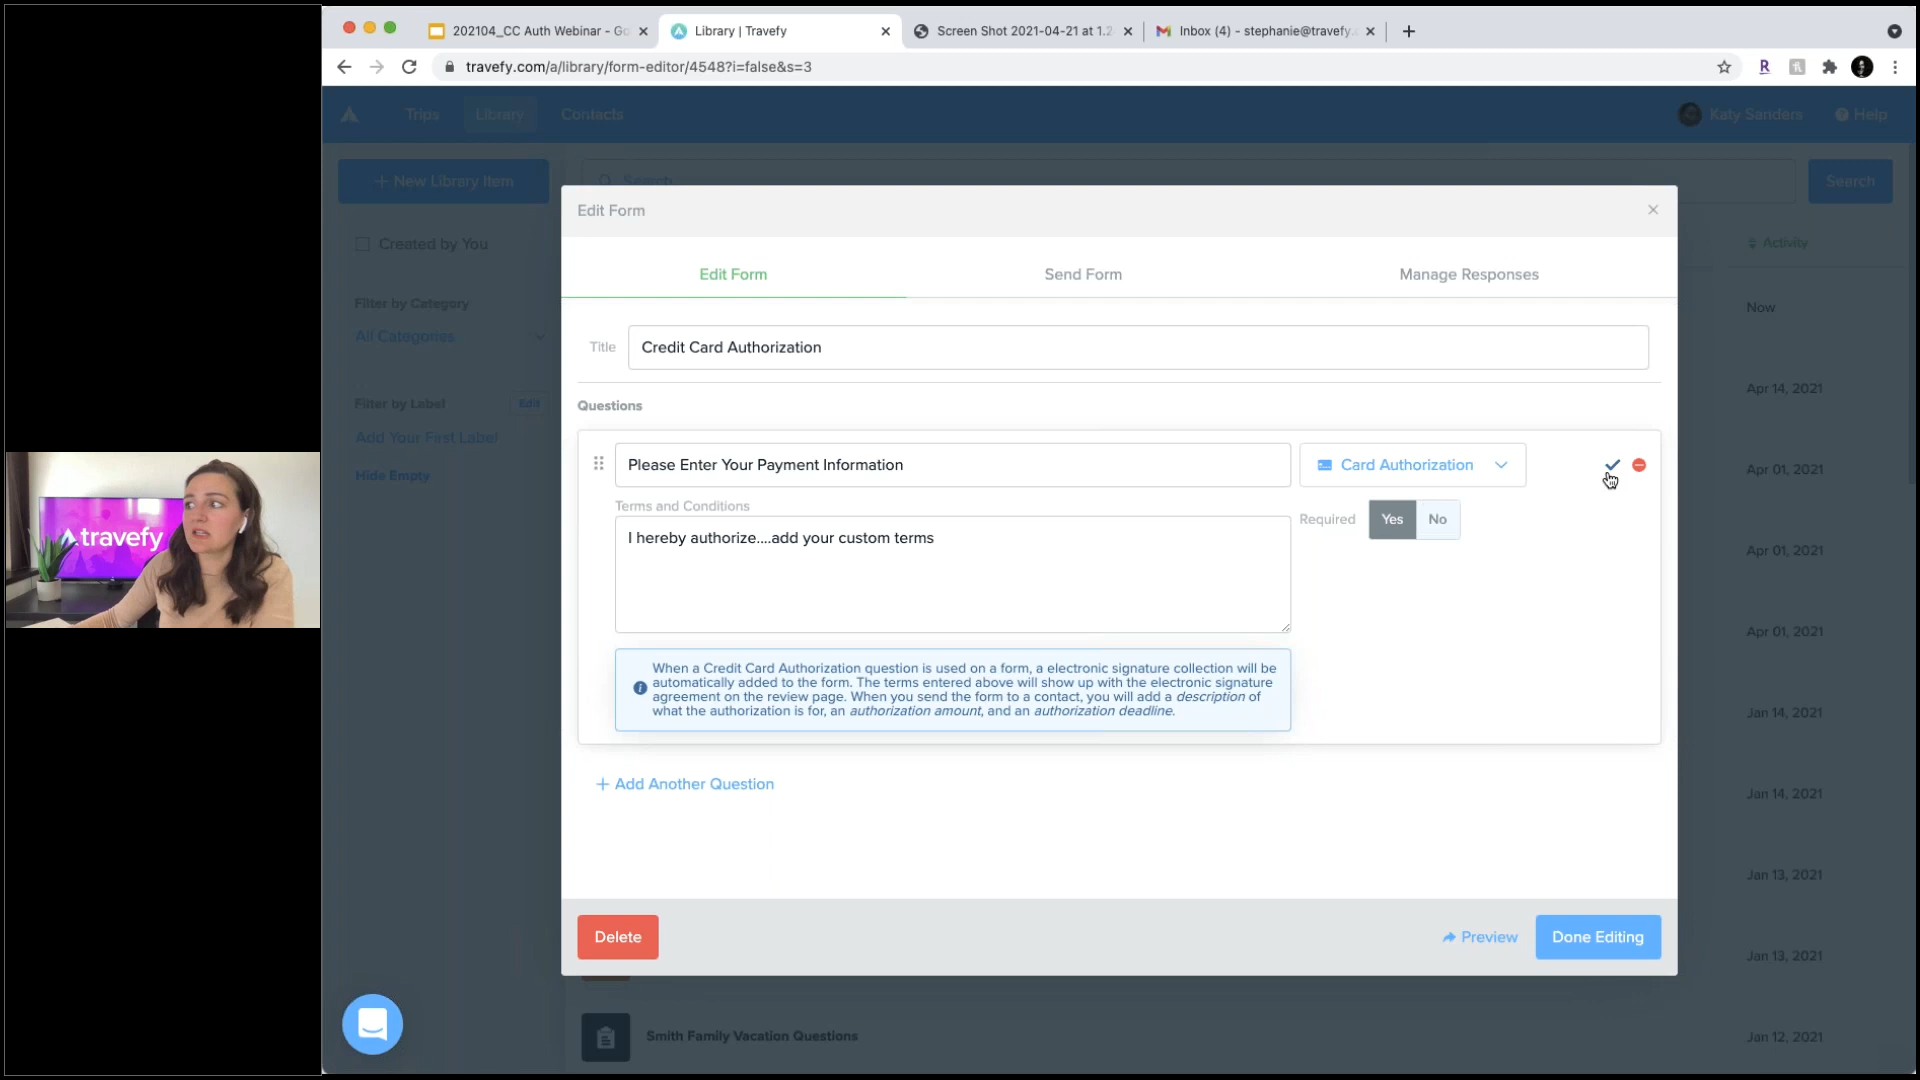 202104_CC Auth Webinar - Go
Library | Travefy
Screen Shot 2021-04-21 at 1.2
Inbox (4) - stephanie@travefy.
travefy.com/a/library/form-editor/4548?i=false&s=3
Trips
Library
Contacts
Katy Sanders
Help
+ New Library Item
Search...
Search
Created by You
Activity
Filter by Category
All Categories
Filter by Label
Edit
Add Your First Label
Hide Empty
Edit Form
Edit Form
Send Form
Manage Responses
Title
Credit Card Authorization
Questions
Please Enter Your Payment Information
Card Authorization
Terms and Conditions
I hereby authorize....add your custom terms
Required
Yes
No
When a Credit Card Authorization question is used on a form, a electronic signature collection will be
automatically added to the form. The terms entered above will show up with the electronic signature
agreement on the review page. When you send the form to a contact, you will add a description of
what the authorization is for, an authorization amount, and an authorization deadline.
+ Add Another Question
Delete
Preview
Done Editing
Now
Apr 14, 2021
Apr 01, 2021
Apr 01, 2021
Apr 01, 2021
Jan 14, 2021
Jan 14, 2021
Jan 13, 2021
Jan 13, 2021
Smith Family Vacation Questions
Jan 12, 2021
travefy